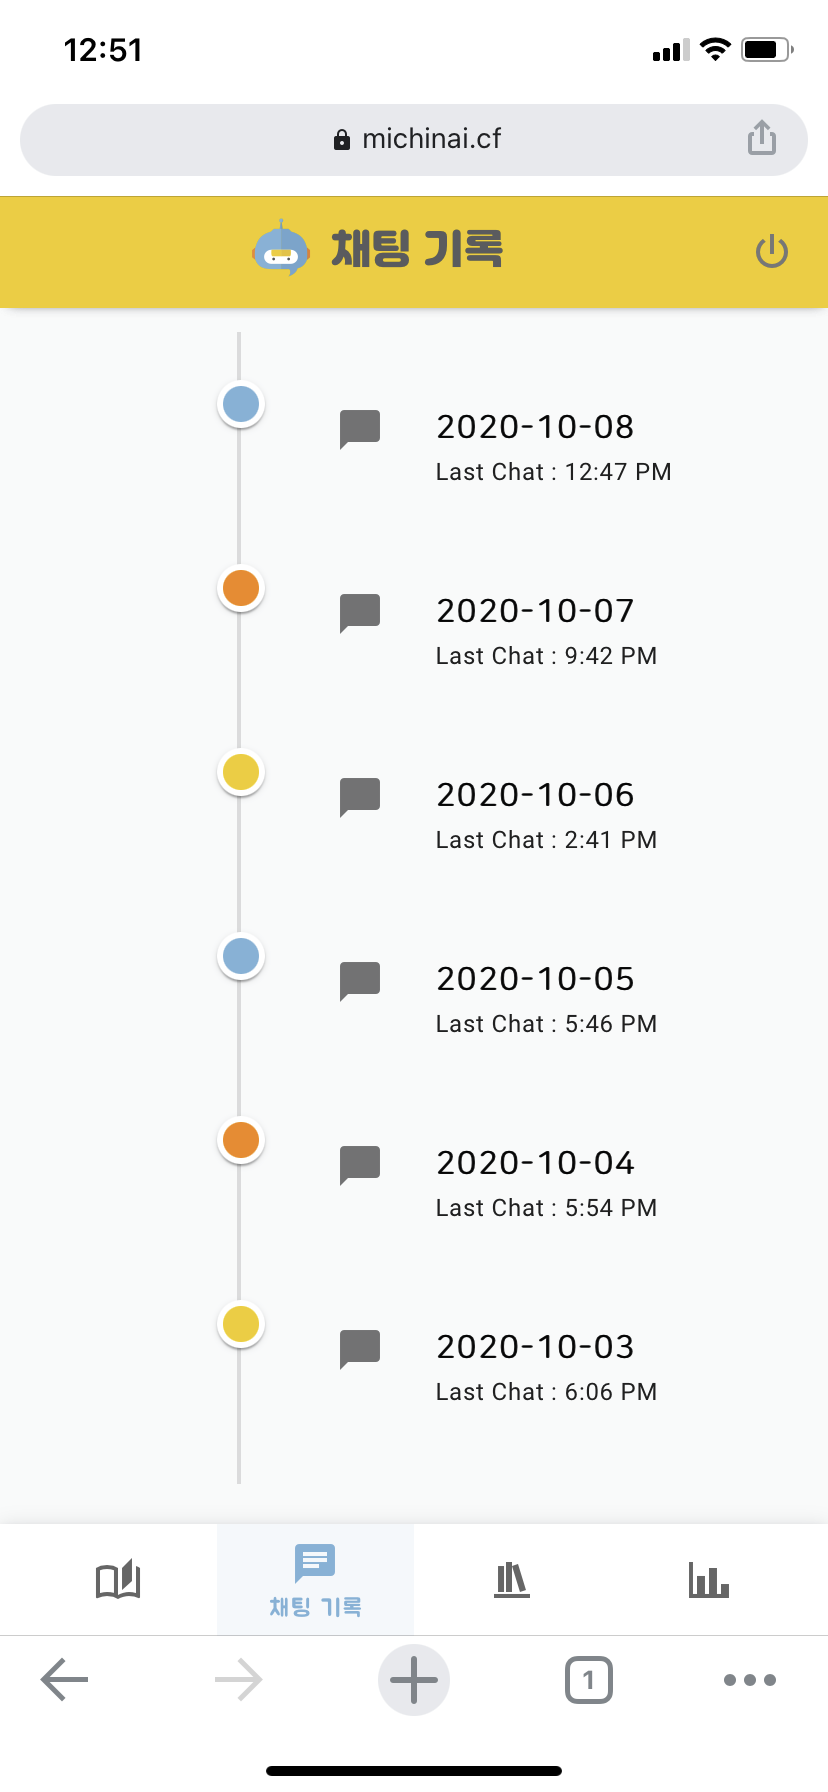 12:51
michinai.cf
채팅 기록
2020-10-08
Last Chat : 12:47 PM
2020-10-07
Last Chat : 9:42 PM
2020-10-06
Last Chat : 2:41 PM
2020-10-05
Last Chat : 5:46 PM
2020-10-04
Last Chat : 5:54 PM
2020-10-03
Last Chat : 6:06 PM
채팅 기록
1